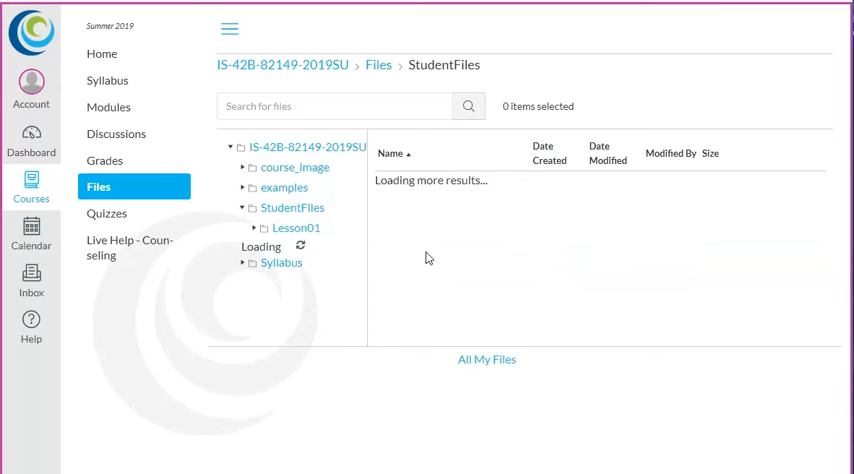 Summer 2019
Account
Dashboard
Courses
Calendar
Inbox
Help
Home
Syllabus
Modules
Discussions
Grades
Files
Quizzes
Live Help - Coun-
seling
IS-42B-82149-2019SU › Files › StudentFiles
Search for files
0 items selected
IS-42B-82149-2019SU
course_image
examples
StudentFiles
Lesson01
Loading
Syllabus
Name
Date
Created
Date
Modified
Modified By
Size
Loading more results...
All My Files